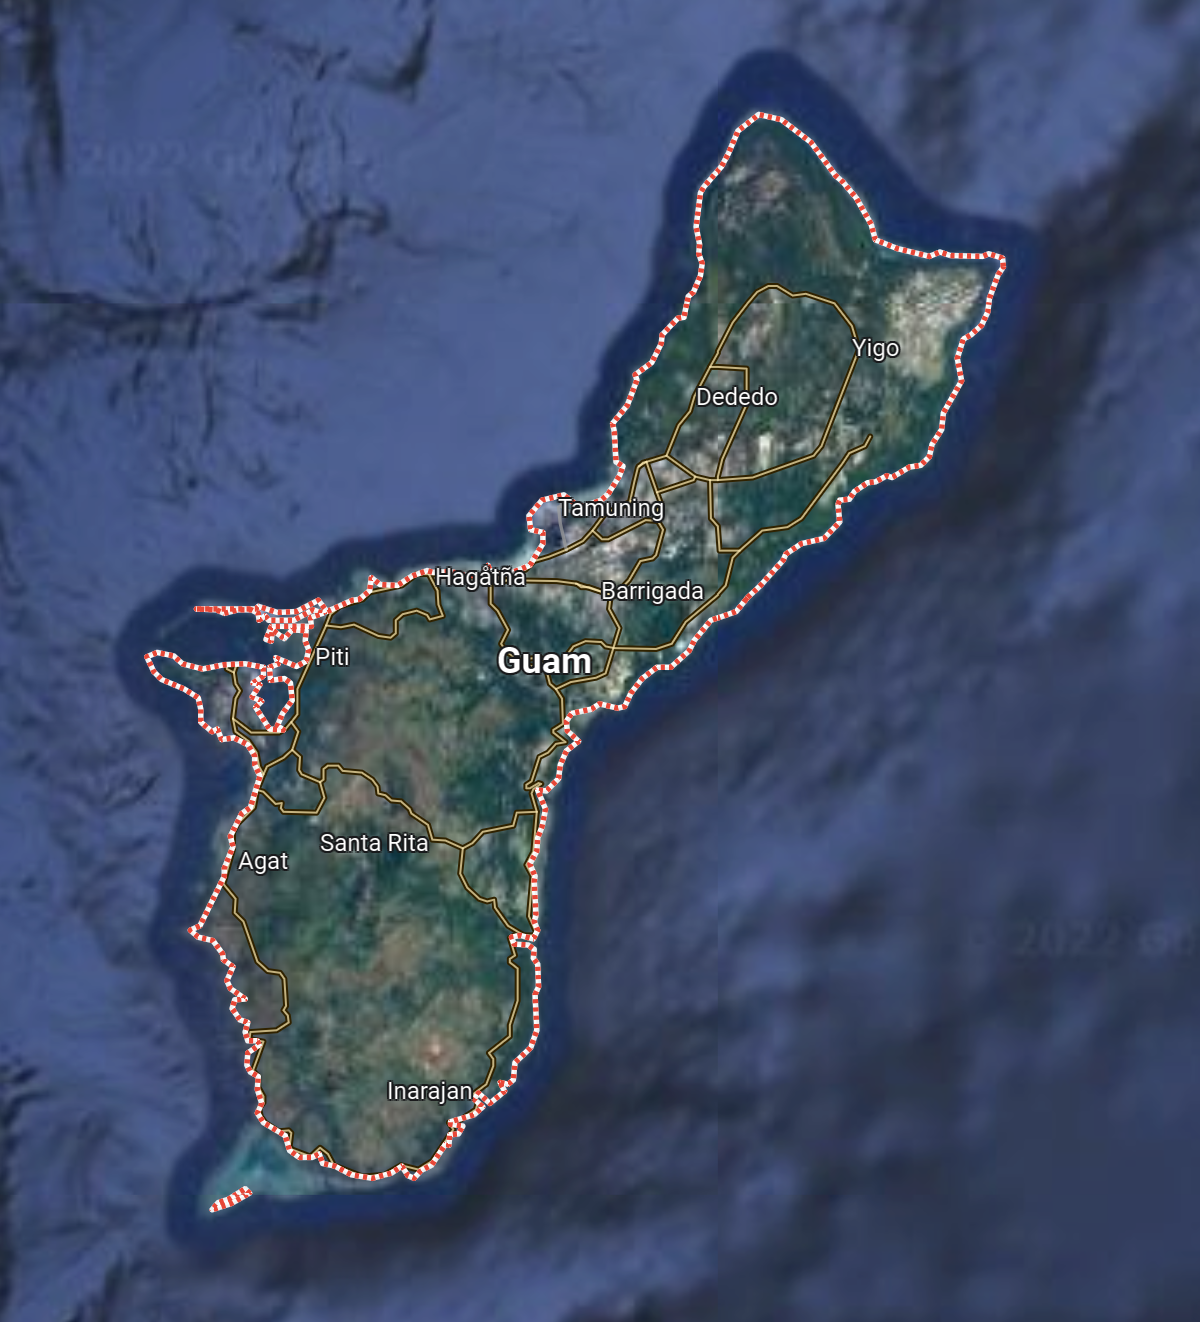 Yigo
Dededo
Tamuning
Hagåtña
Barrigada
Piti
Guam
Santa Rita
Agat
Inarajan